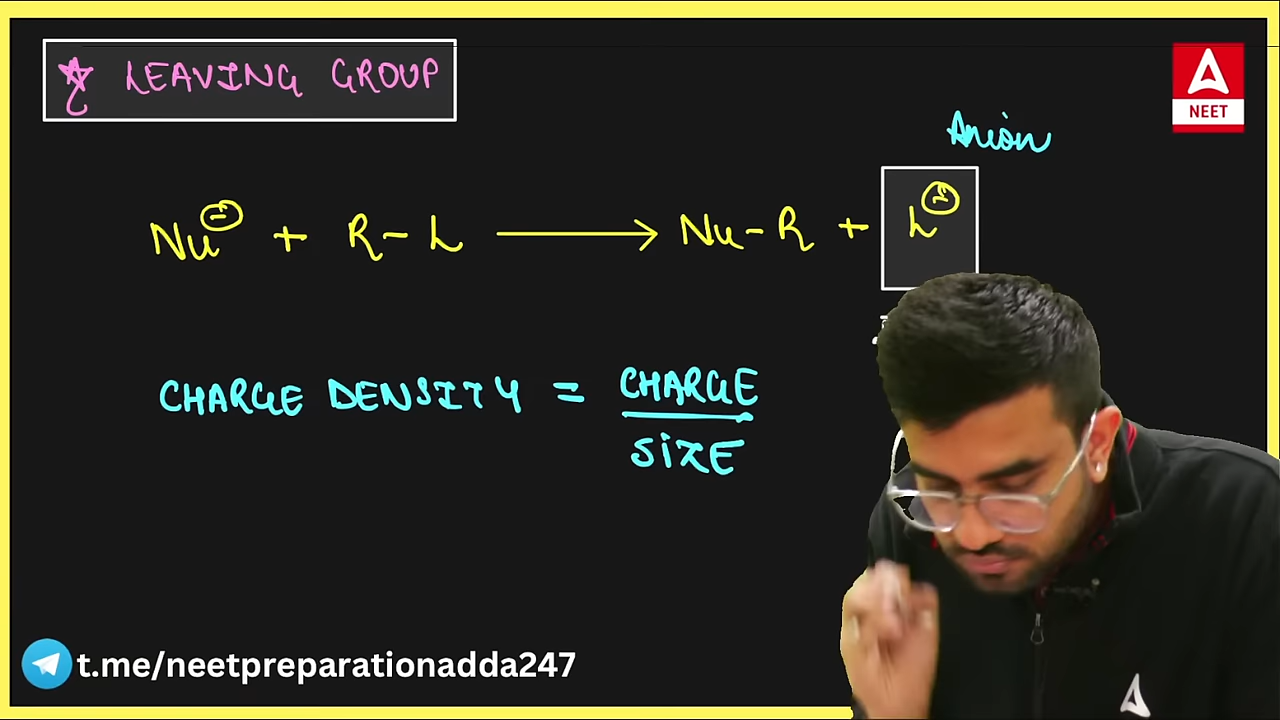 ☆ LEAVING GROUP
NEET
Anion
Nu⊖ + R - L ⟶ Nu - R + L⊖
CHARGE DENSITY = CHARGE
SIZE
t.me/neetpreparationadda247